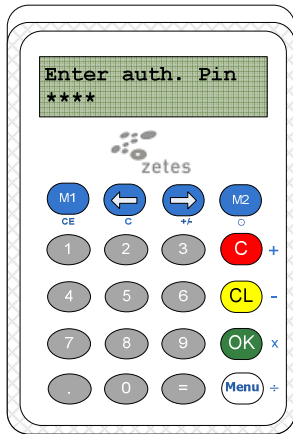 Enter auth. Pin
****
zetes
M1 M2
CE C +/-
1 2 3 C +
4 5 6 CL -
7 8 9 OK x
. 0 = Menu ÷